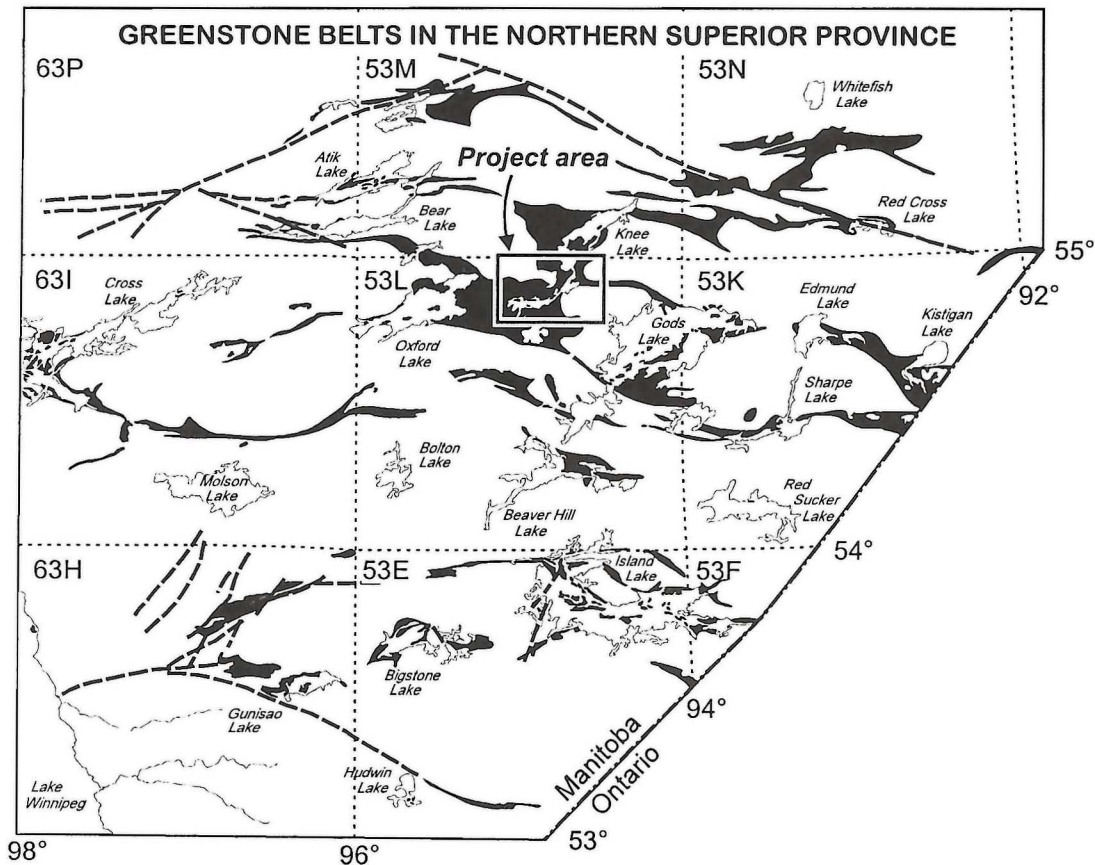 GREENSTONE BELTS IN THE NORTHERN SUPERIOR PROVINCE
63P
53M
53N
Whitefish
Lake
Atik
Lake
Project area
Bear
Lake
Knee
Lake
Red Cross
Lake
55°
63I
Cross
Lake
53L
53K
Edmund
Lake
92°
Kistigan
Lake
Oxford
Lake
Gods
Lake
Sharpe
Lake
Bolton
Lake
Molson
Lake
Beaver Hill
Lake
Red
Sucker
Lake
54°
63H
53E
Island
Lake
53F
Bigstone
Lake
94°
Gunisao
Lake
Manitoba
Ontario
Lake
Winnipeg
Hudwin
Lake
53°
98°
96°